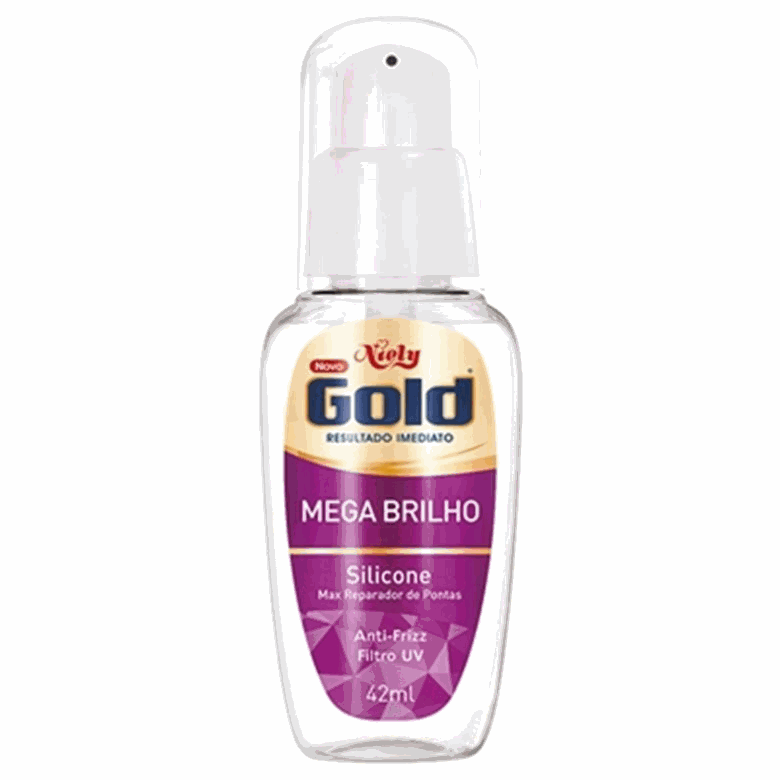 Niely
Novo
Gold
RESULTADO IMEDIATO
MEGA BRILHO
Silicone
Max Reparador de Pontas
Anti-Frizz
Filtro UV
42ml